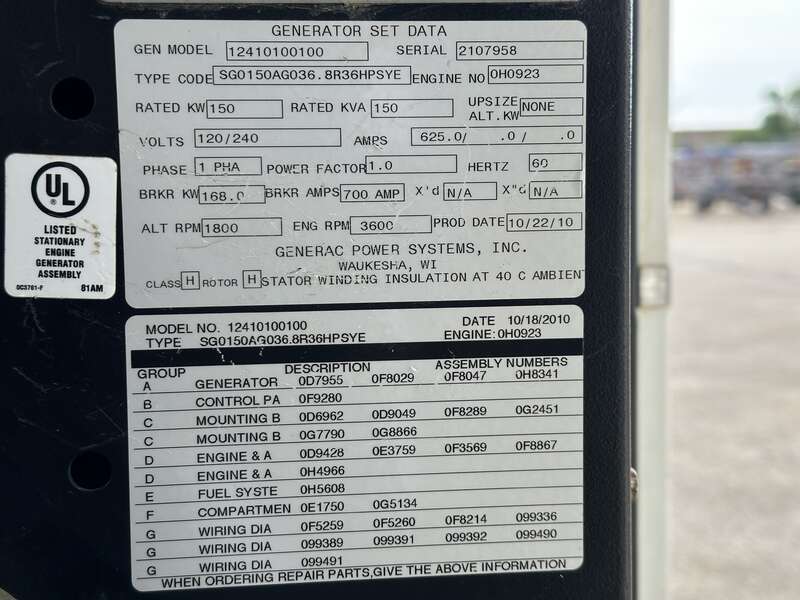 GENERATOR SET DATA
GEN MODEL 12410100100 SERIAL 2107958
TYPE CODE SG0150AG036.8R36HPSYE ENGINE NO 0H0923
RATED KW 150 RATED KVA 150 UPSIZE ALT.KW NONE
VOLTS 120/240 AMPS 625.0/ .0/ .0
PHASE 1 PHA POWER FACTOR 1.0 HERTZ 60
BRKR KW 168.0 BRKR AMPS 700 AMP X'd N/A X"d N/A
ALT RPM 1800 ENG RPM 3600 PROD DATE 10/22/10
GENERAC POWER SYSTEMS, INC.
WAUKESHA, WI
CLASS H ROTOR H STATOR WINDING INSULATION AT 40 C AMBIENT
UL
LISTED
STATIONARY
ENGINE
GENERATOR
ASSEMBLY
0C3761-F 81AM
MODEL NO. 12410100100 DATE 10/18/2010
TYPE SG0150AG036.8R36HPSYE ENGINE: 0H0923
GROUP DESCRIPTION ASSEMBLY NUMBERS
A GENERATOR 0D7955 0F8029 0F8047 0H8341
B CONTROL PA 0F9280
C MOUNTING B 0D6962 0D9049 0F8289 0G2451
C MOUNTING B 0G7790 0G8866
D ENGINE & A 0D9428 0E3759 0F3569 0F8867
D ENGINE & A 0H4966
E FUEL SYSTE 0H5608
F COMPARTMEN 0E1750 0G5134
G WIRING DIA 0F5259 0F5260 0F8214 099336
G WIRING DIA 099389 099391 099392 099490
G WIRING DIA 099491
WHEN ORDERING REPAIR PARTS,GIVE THE ABOVE INFORMATION